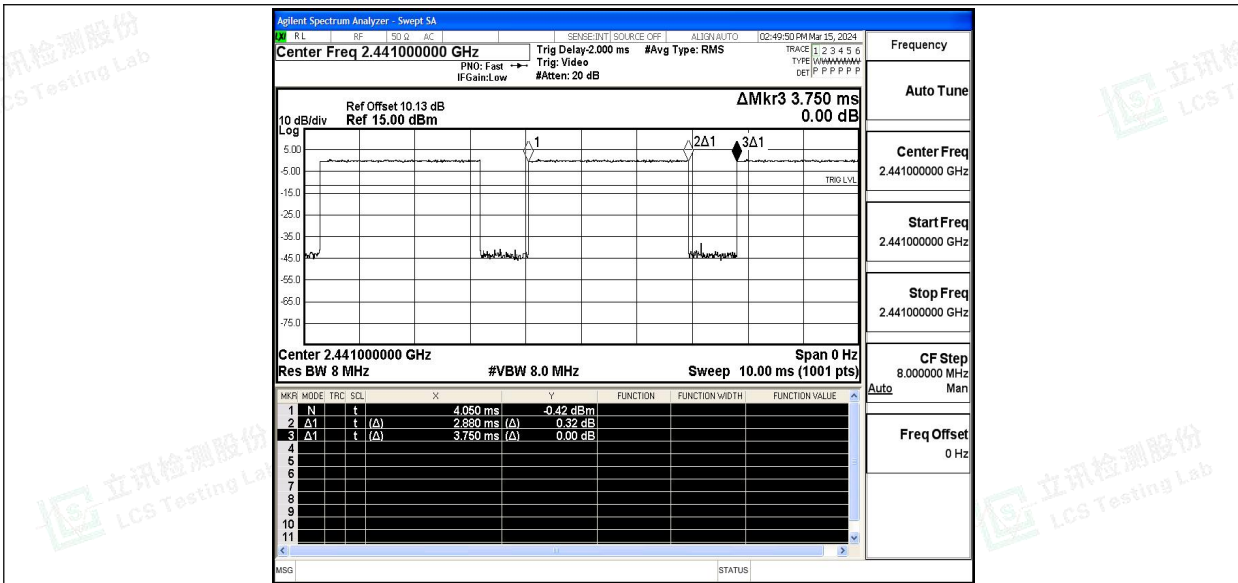 Agilent Spectrum Analyzer - Swept SA
RL RF 50 Ω AC SENSE:INT SOURCE OFF ALIGN AUTO 02:49:50 PM Mar 15, 2024
Center Freq 2.441000000 GHz
PNO: Fast
IFGain:Low
Trig Delay-2.000 ms
Trig: Video
#Atten: 20 dB
#Avg Type: RMS
TRACE 1 2 3 4 5 6
TYPE WWWWWW
DET P P P P P P
Frequency
Auto Tune
Center Freq
2.441000000 GHz
Start Freq
2.441000000 GHz
Stop Freq
2.441000000 GHz
CF Step
8.000000 MHz
Auto Man
Freq Offset
0 Hz
ΔMkr3 3.750 ms
0.00 dB
Ref Offset 10.13 dB
10 dB/div Ref 15.00 dBm
Log
1 2Δ1 3Δ1
5.00
-5.00
TRIG LVL
-15.0
-25.0
-35.0
-45.0
-55.0
-65.0
-75.0
Center 2.441000000 GHz Span 0 Hz
Res BW 8 MHz #VBW 8.0 MHz Sweep 10.00 ms (1001 pts)
MKR MODE TRC SCL X Y FUNCTION FUNCTION WIDTH FUNCTION VALUE
1 N t 4.050 ms -0.42 dBm
2 Δ1 t (Δ) 2.880 ms (Δ) 0.32 dB
3 Δ1 t (Δ) 3.750 ms (Δ) 0.00 dB
4
5
6
7
8
9
10
11
MSG STATUS
立讯检测股份
LCS Testing Lab
立讯检测股份
LCS Testing Lab